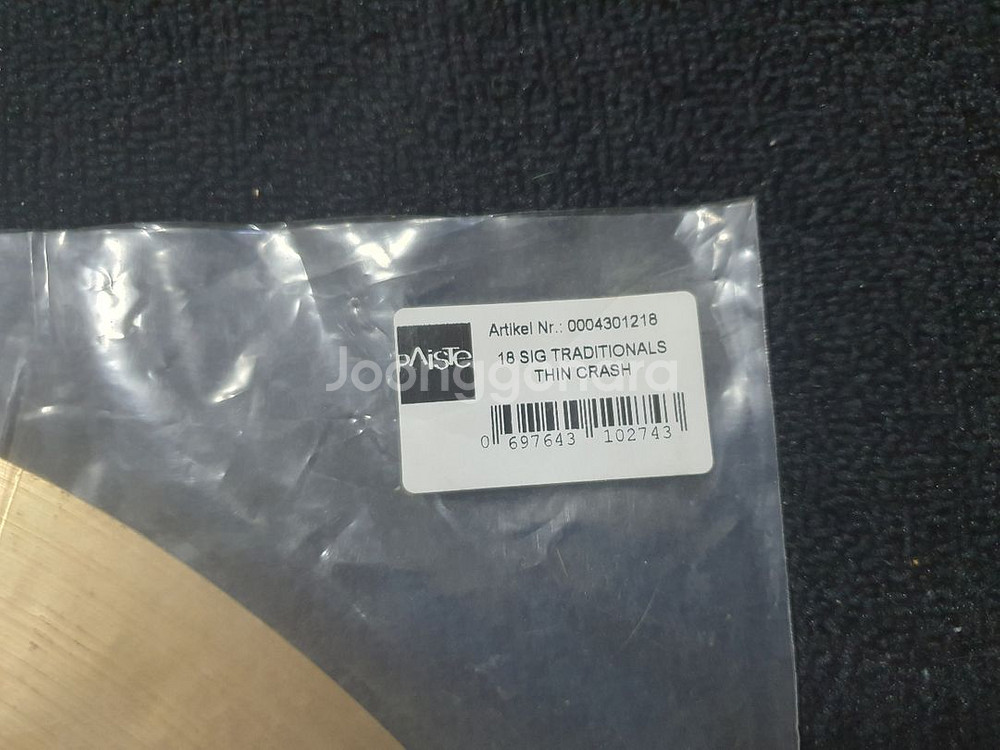 Artikel Nr.: 0004301218
PAiSTe
18 SIG TRADITIONALS
THIN CRASH
Joonggonara
0 697643 102743